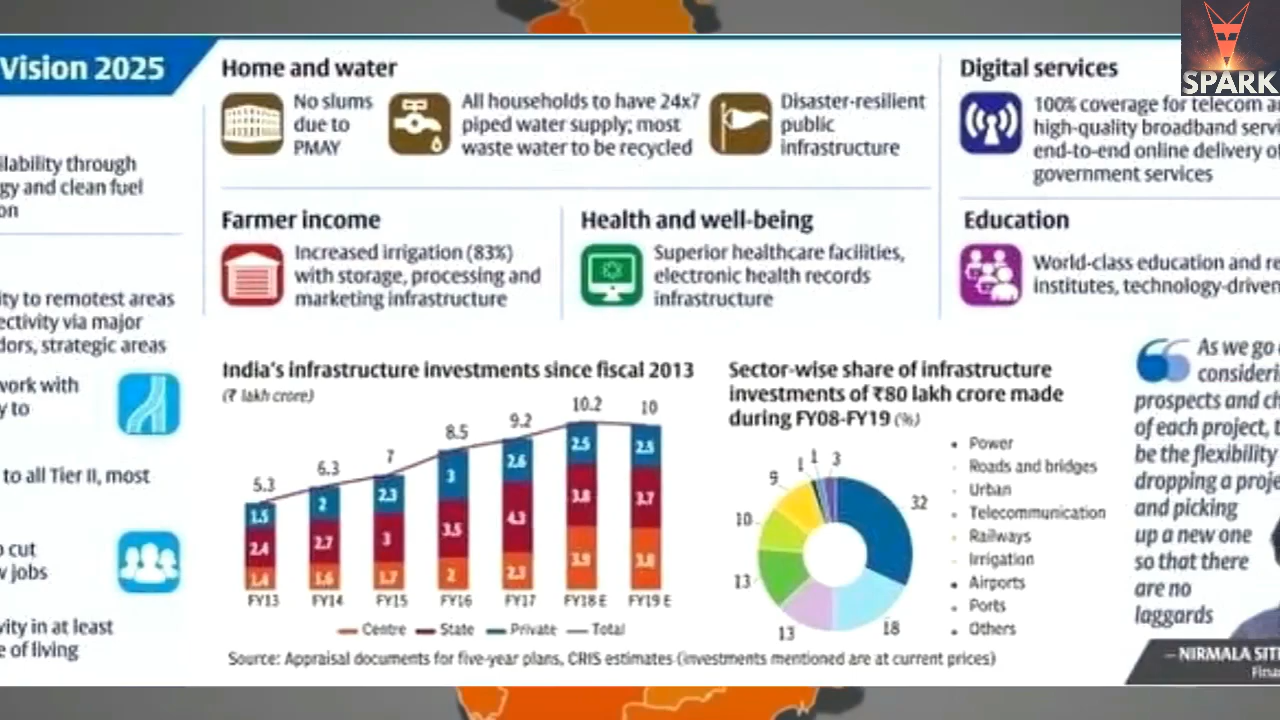 SPARK
Vision 2025
ilability through
gy and clean fuel
on
ity to remotest areas
ectivity via major
dors, strategic areas
work with
y to
to all Tier II, most
cut
w jobs
vity in at least
e of living
Home and water
No slums
due to
PMAY
All households to have 24x7
piped water supply; most
waste water to be recycled
Disaster-resilient
public
infrastructure
Digital services
100% coverage for telecom a
high-quality broadband servi
end-to-end online delivery o
government services
Farmer income
Increased irrigation (83%)
with storage, processing and
marketing infrastructure
Health and well-being
Superior healthcare facilities,
electronic health records
infrastructure
Education
World-class education and re
institutes, technology-driven
India's infrastructure investments since fiscal 2013
(₹ lakh crore)
5.3
6.3
7
8.5
9.2
10.2
10
1.5
2
2.3
3
2.6
2.5
2.3
2.4
2.7
3
3.5
4.3
3.8
3.7
1.4
1.6
1.7
2
2.3
3.9
3.8
FY13
FY14
FY15
FY16
FY17
FY18 E
FY19 E
Centre
State
Private
Total
Sector-wise share of infrastructure
investments of ₹80 lakh crore made
during FY08-FY19 (%)
32
18
13
13
10
9
1
1
3
Power
Roads and bridges
Urban
Telecommunication
Railways
Irrigation
Airports
Ports
Others
Source: Appraisal documents for five-year plans, CRIS estimates (investments mentioned are at current prices)
As we go
considerin
prospects and ch
of each project, t
be the flexibility
dropping a proje
and picking
up a new one
so that there
are no
laggards
– NIRMALA SIT
Fina